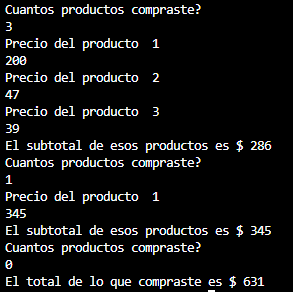 Cuantos productos compraste?
3
Precio del producto  1
200
Precio del producto  2
47
Precio del producto  3
39
El subtotal de esos productos es $ 286
Cuantos productos compraste?
1
Precio del producto  1
345
El subtotal de esos productos es $ 345
Cuantos productos compraste?
0
El total de lo que compraste es $ 631